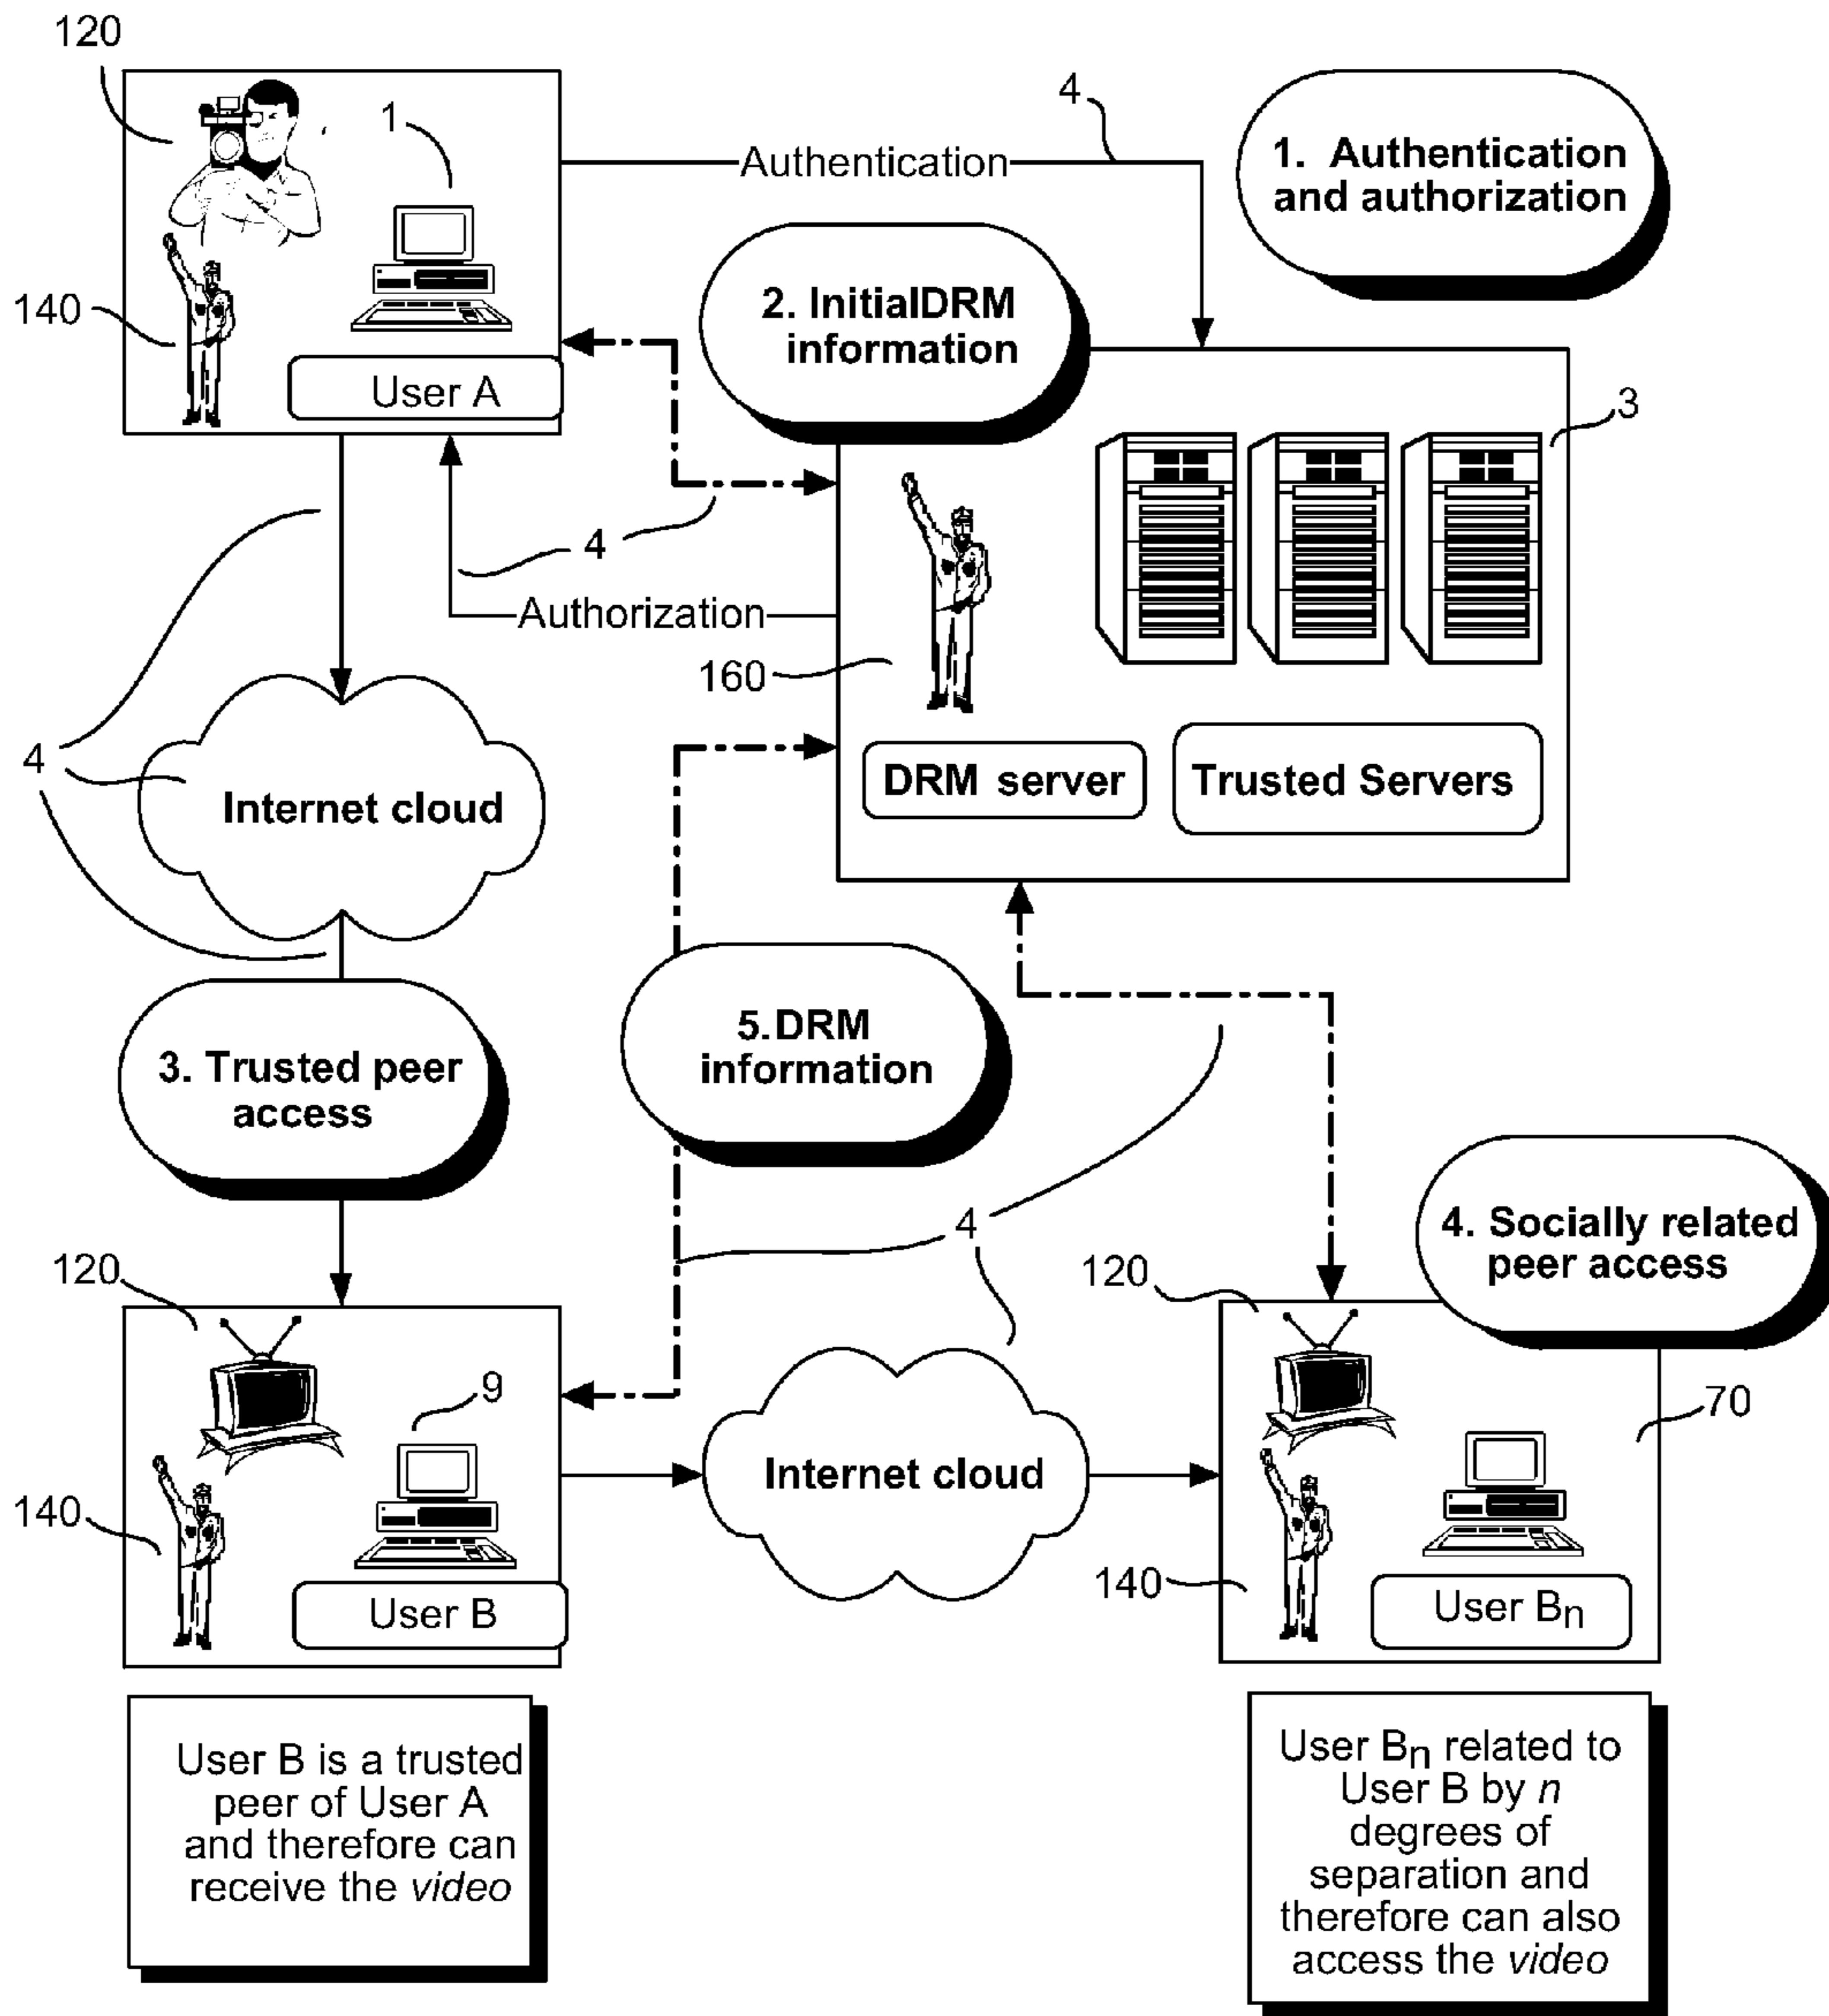 120
1
4
Authentication
1. Authentication
and authorization
2. InitialDRM
information
140
User A
3
4
Authorization
160
4
Internet cloud
DRM server
Trusted Servers
3. Trusted peer
access
5.DRM
information
4
4. Socially related
peer access
120
120
9
70
Internet cloud
140
140
User B
User Bn
User B is a trusted
peer of User A
and therefore can
receive the video
User Bn related to
User B by n
degrees of
separation and
therefore can also
access the video